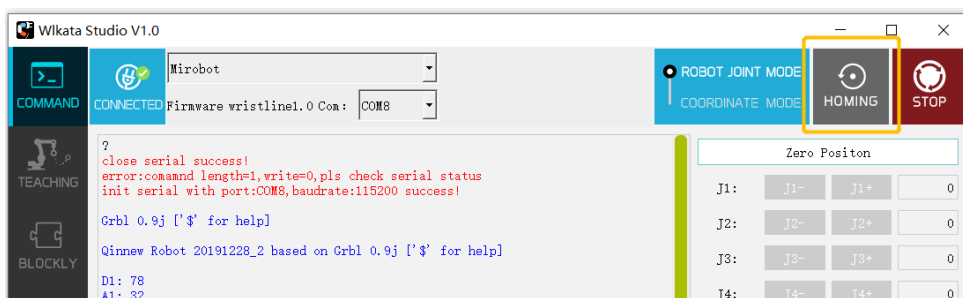 Wlkata Studio V1.0
COMMAND
CONNECTED
Mirobot
Firmware wristline1.0 Com: COM8
ROBOT JOINT MODE
COORDINATE MODE
HOMING
STOP
TEACHING
BLOCKLY
?
close serial success!
error:comamnd length=1,write=0,pls check serial status
init serial with port:COM8,baudrate:115200 success!
Grbl 0.9j ['$' for help]
Qinnew Robot 20191228_2 based on Grbl 0.9j ['$' for help]
D1: 78
A1: 32
Zero Positon
J1: J1- J1+ 0
J2: J2- J2+ 0
J3: J3- J3+ 0
J4: J4- J4+ 0